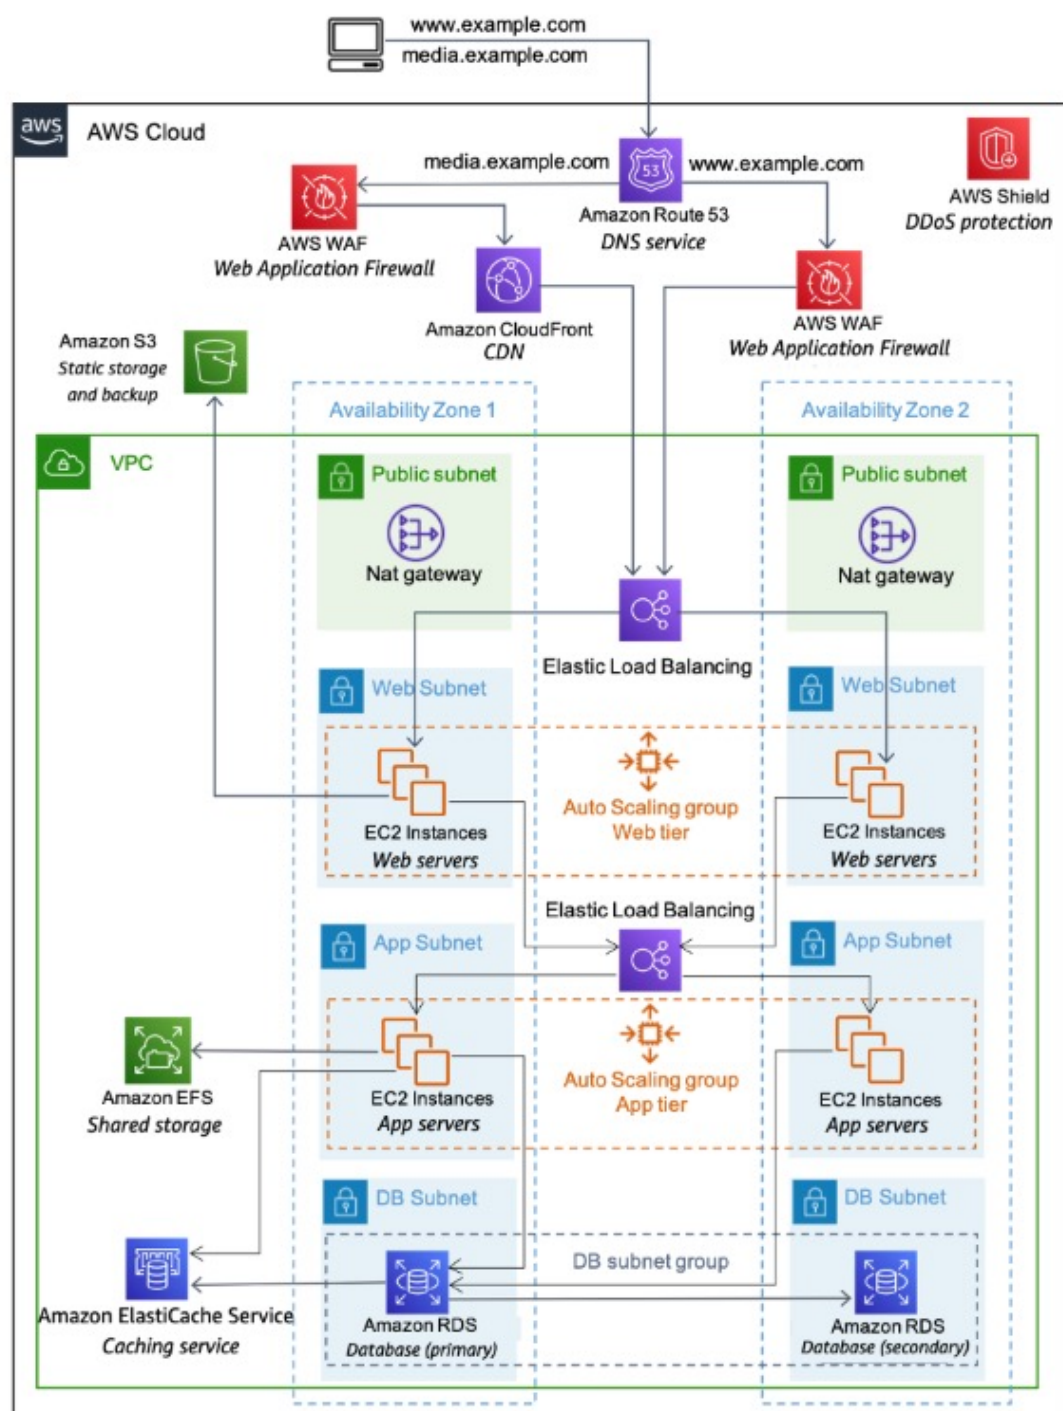 www.example.com
media.example.com
aws
AWS Cloud
media.example.com
www.example.com
53
Amazon Route 53
DNS service
AWS Shield
DDoS protection
AWS WAF
Web Application Firewall
Amazon CloudFront
CDN
AWS WAF
Web Application Firewall
Amazon S3
Static storage
and backup
Availability Zone 1
Availability Zone 2
VPC
Public subnet
Nat gateway
Public subnet
Nat gateway
Elastic Load Balancing
Web Subnet
Web Subnet
EC2 Instances
Web servers
Auto Scaling group
Web tier
EC2 Instances
Web servers
Elastic Load Balancing
App Subnet
App Subnet
EC2 Instances
App servers
Auto Scaling group
App tier
EC2 Instances
App servers
Amazon EFS
Shared storage
DB Subnet
DB Subnet
DB subnet group
Amazon ElastiCache Service
Caching service
Amazon RDS
Database (primary)
Amazon RDS
Database (secondary)